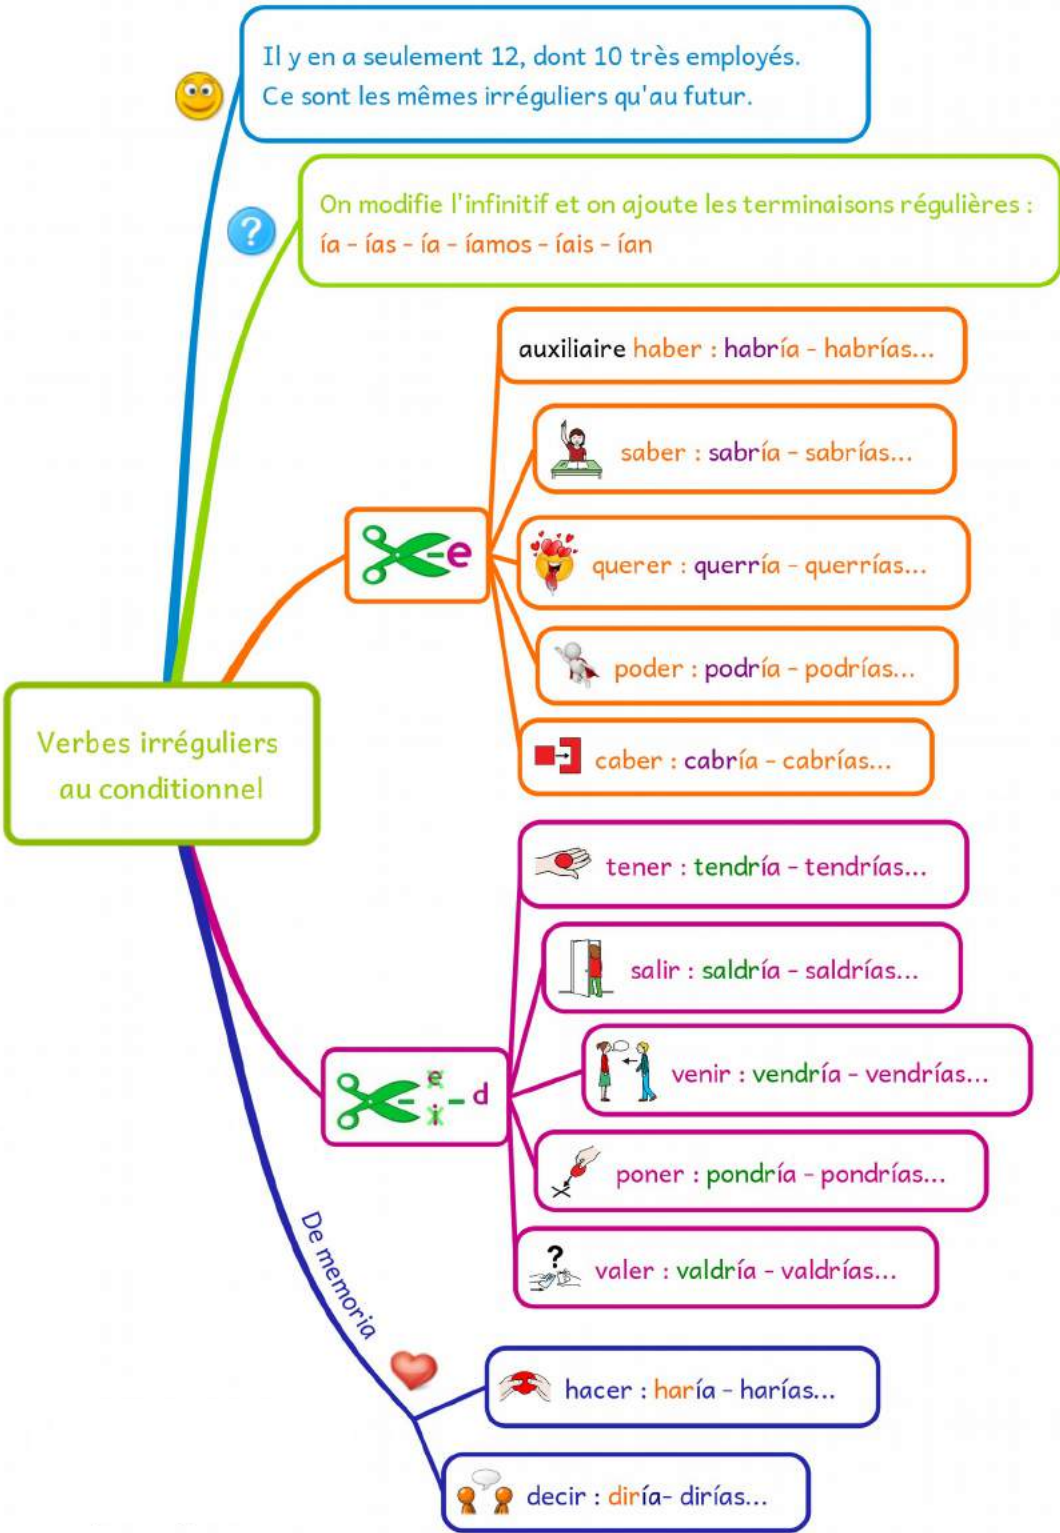 Il y en a seulement 12, dont 10 très employés.
Ce sont les mêmes irréguliers qu'au futur.
?
On modifie l'infinitif et on ajoute les terminaisons régulières :
ía - ías - ía - íamos - íais - ían
auxiliaire haber : habría - habrías...
saber : sabría - sabrías...
-e
querer : querría - querrías...
poder : podría - podrías...
Verbes irréguliers
au conditionnel
caber : cabría - cabrías...
tener : tendría - tendrías...
salir : saldría - saldrías...
venir : vendría - vendrías...
- e
i - d
poner : pondría - pondrías...
?
valer : valdría - valdrías...
De memoria
hacer : haría - harías...
decir : diría- dirías...